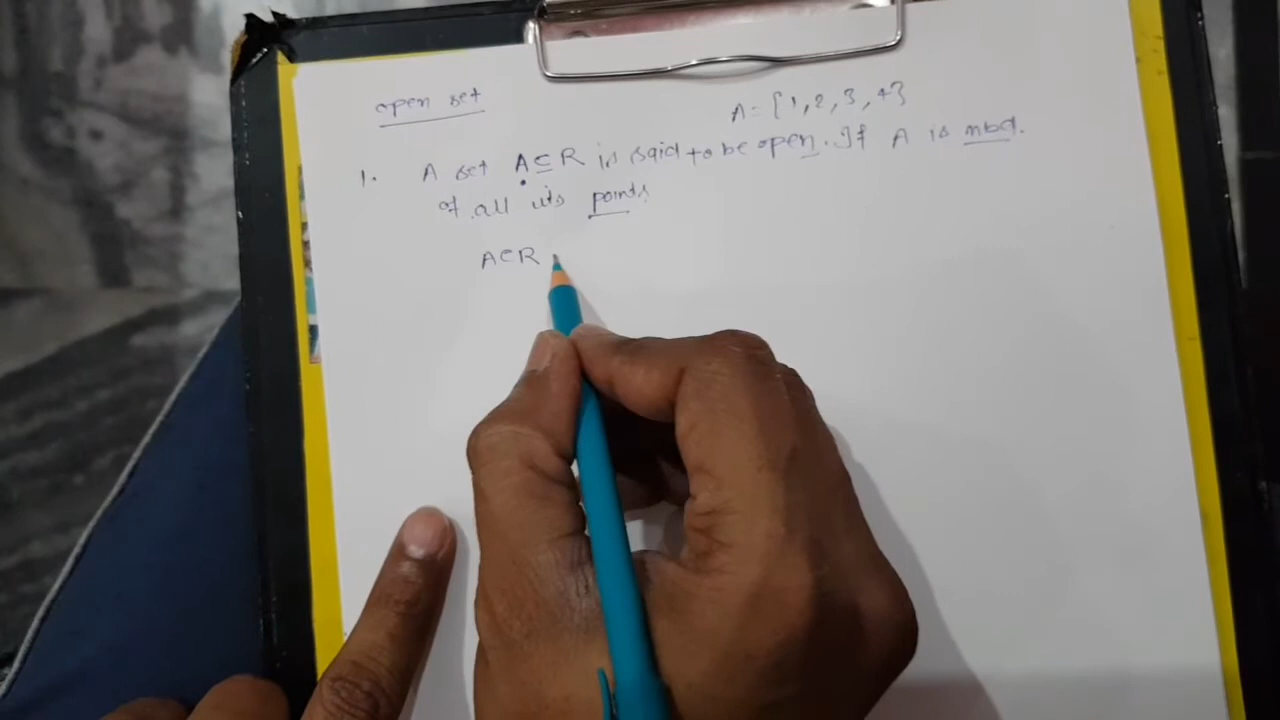 open set
A = {1, 2, 3, 4}
1. A set A ⊆ R is said to be open. If A is nbd.
of all its points.
A⊂R